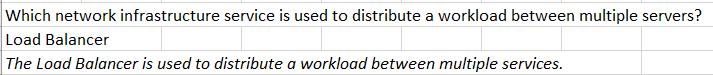 Which network infrastructure service is used to distribute a workload between multiple servers?
Load Balancer
The Load Balancer is used to distribute a workload between multiple services.